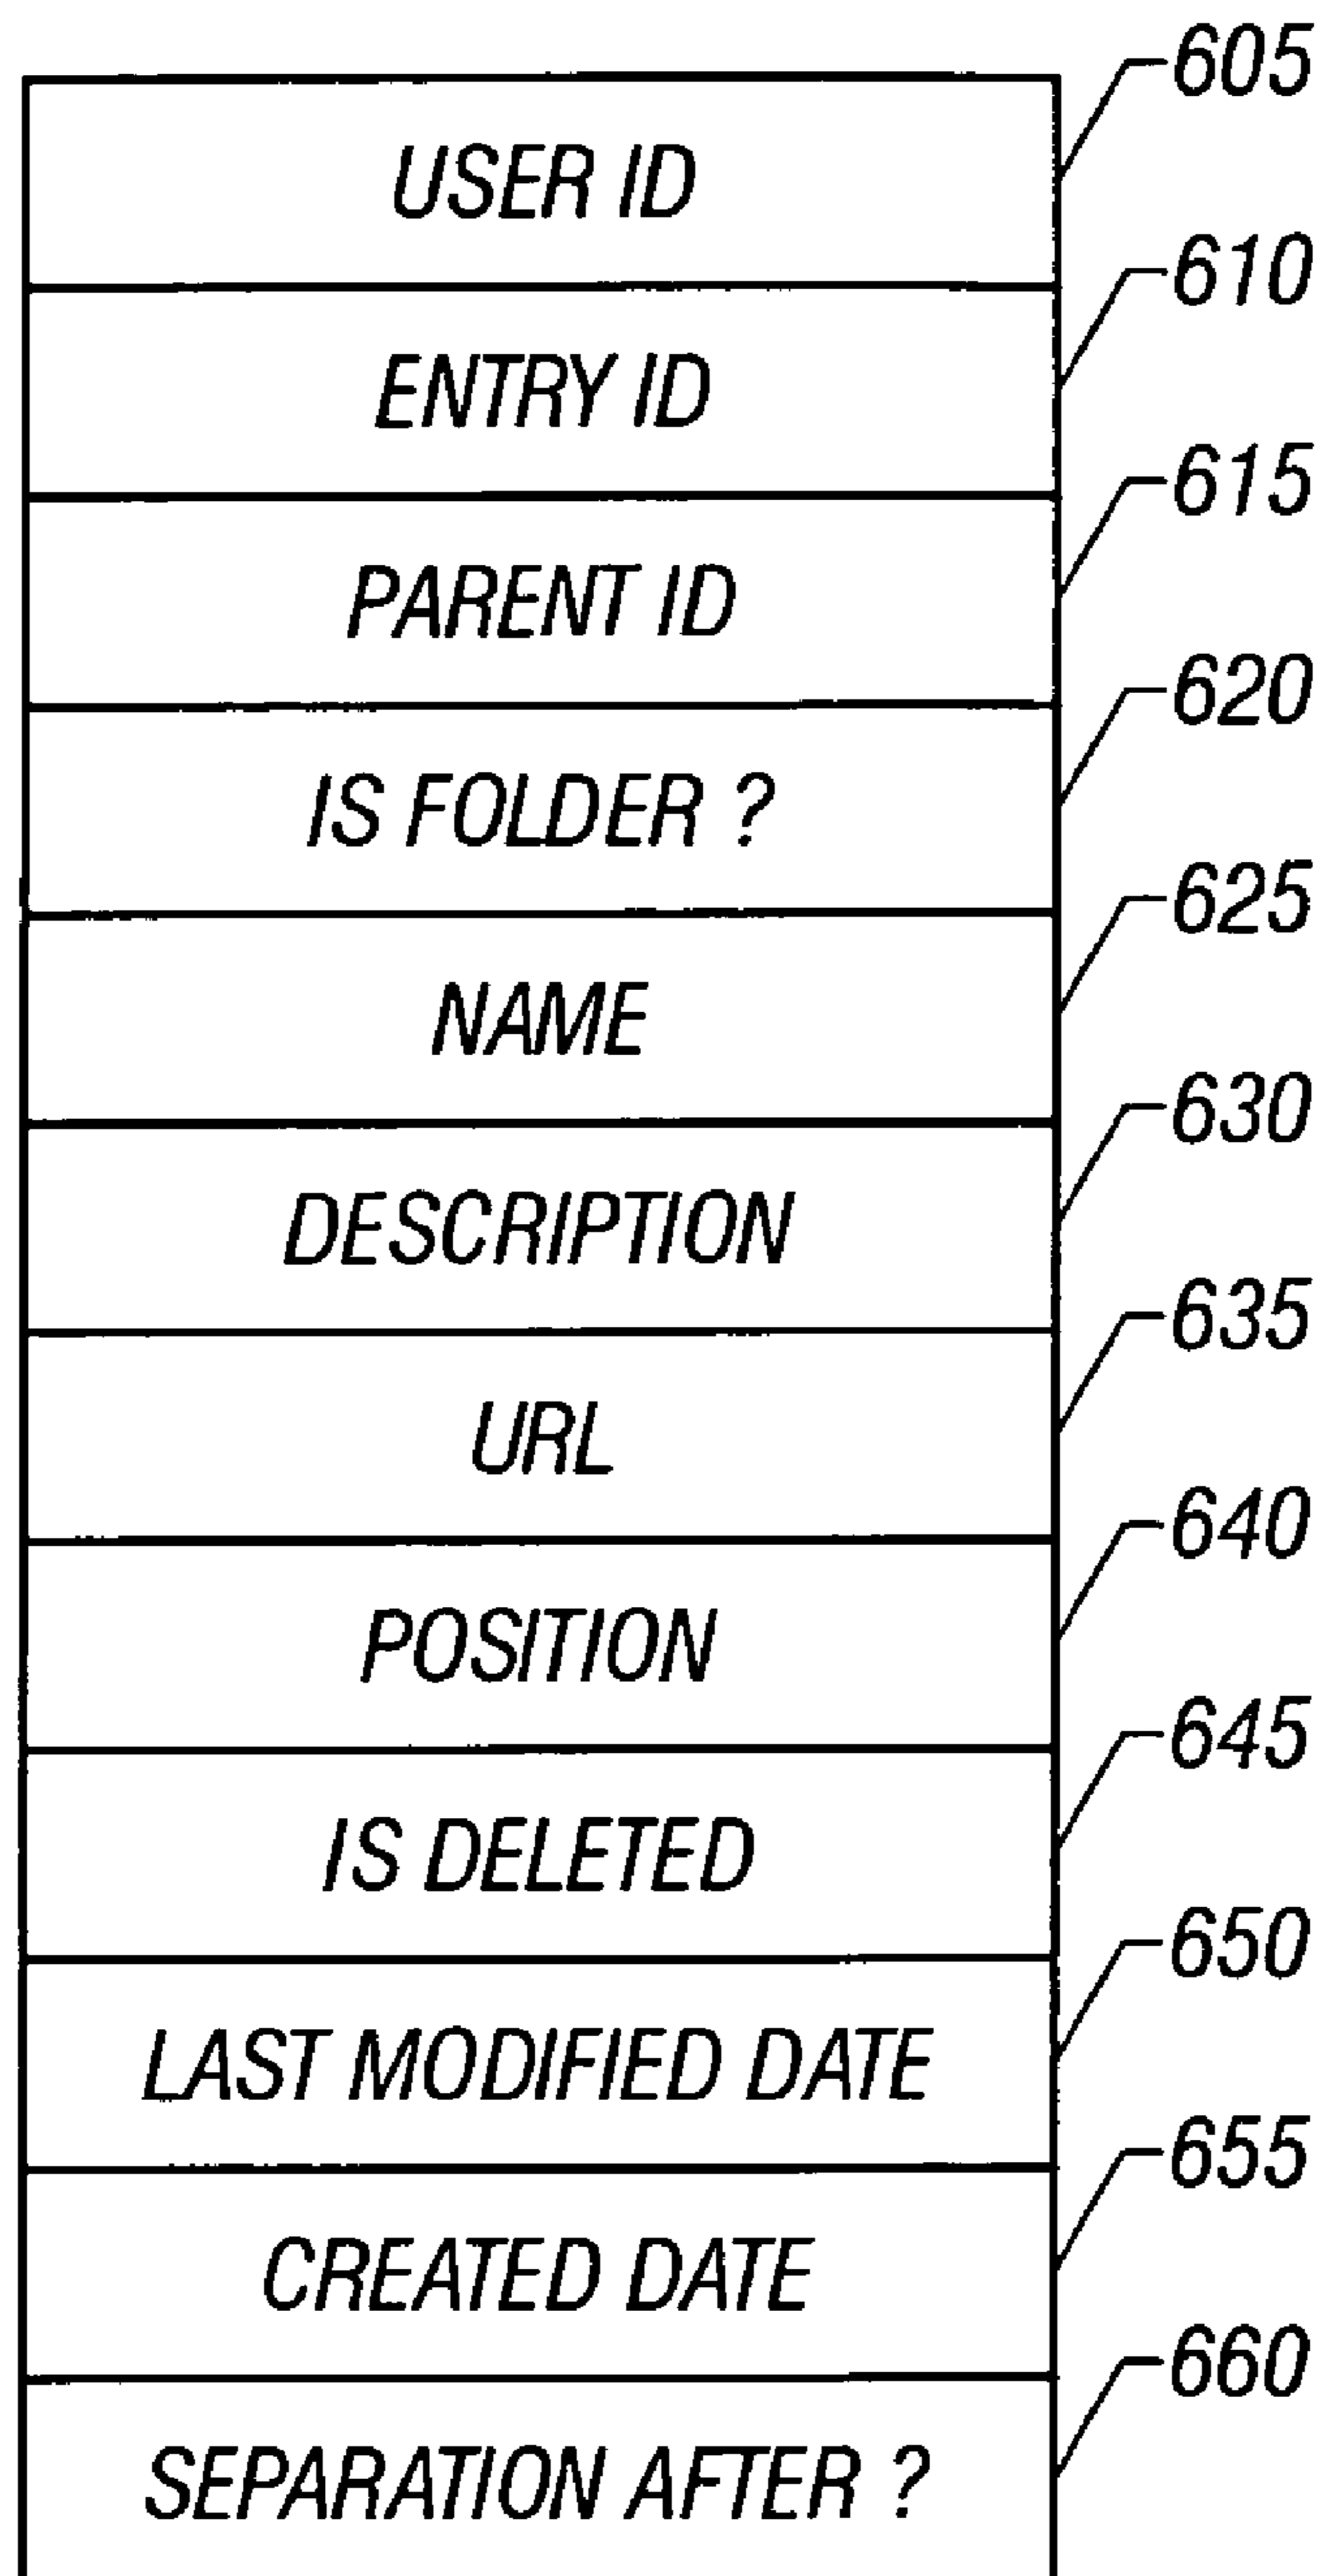 605
USER ID
610
ENTRY ID
615
PARENT ID
620
IS FOLDER ?
625
NAME
630
DESCRIPTION
635
URL
640
POSITION
645
IS DELETED
650
LAST MODIFIED DATE
655
CREATED DATE
660
SEPARATION AFTER ?